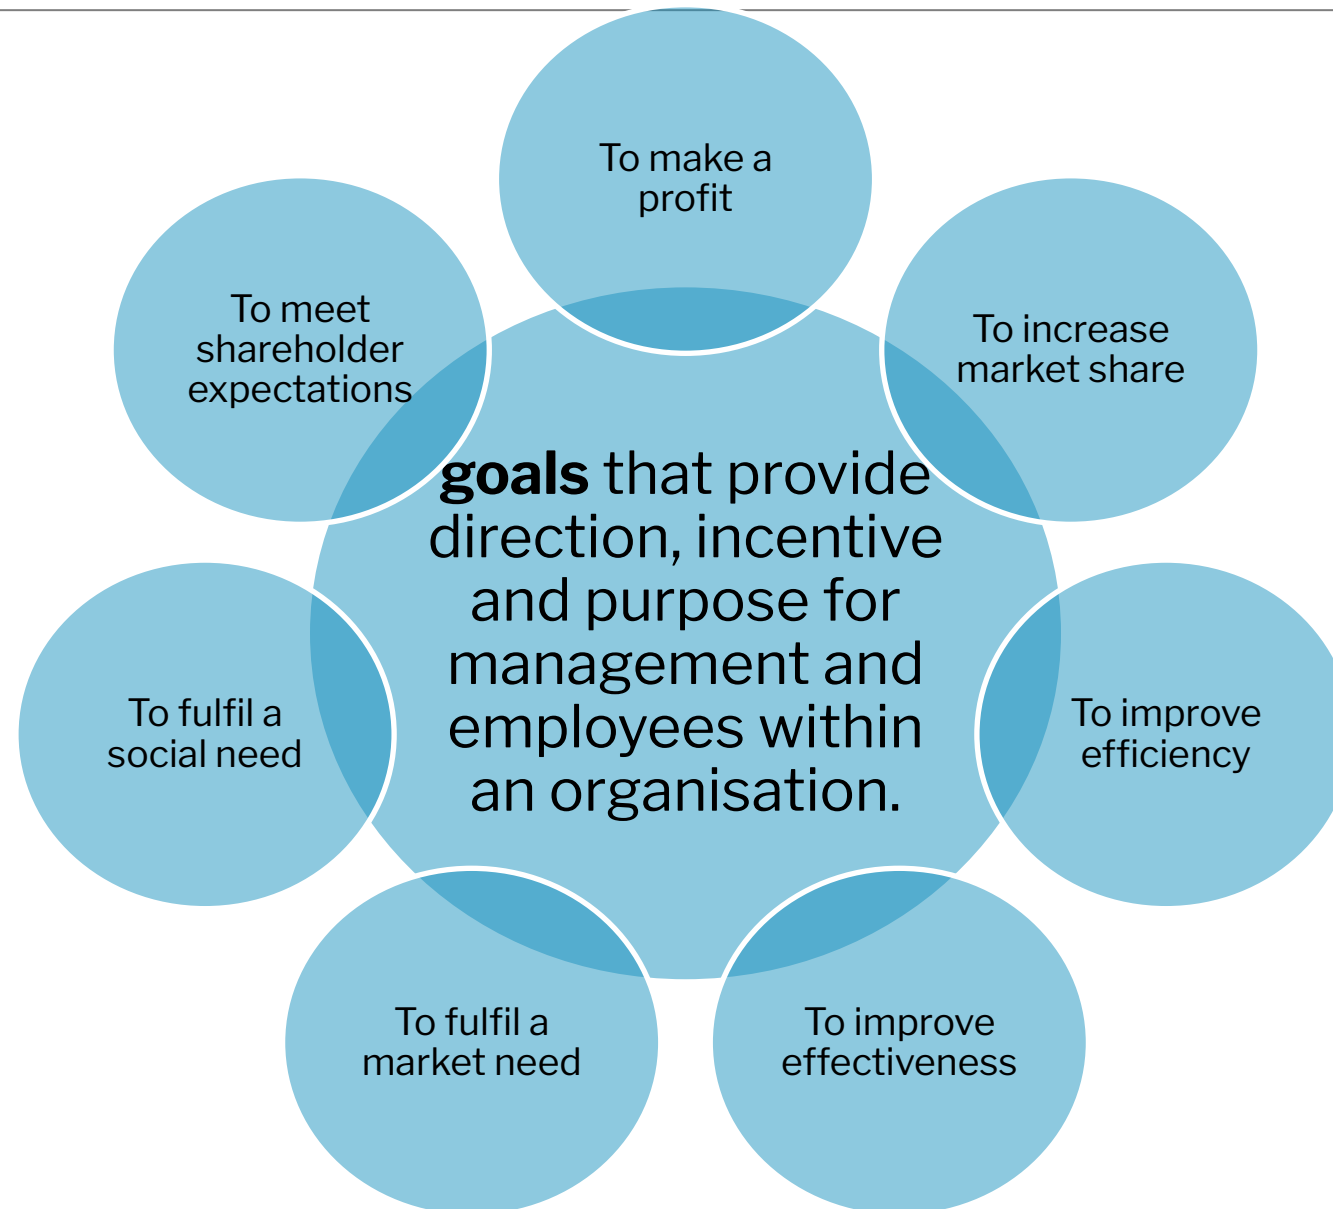 To make a
profit
To increase
market share
To improve
efficiency
To improve
effectiveness
To fulfil a
market need
To fulfil a
social need
To meet
shareholder
expectations
goals that provide
direction, incentive
and purpose for
management and
employees within
an organisation.